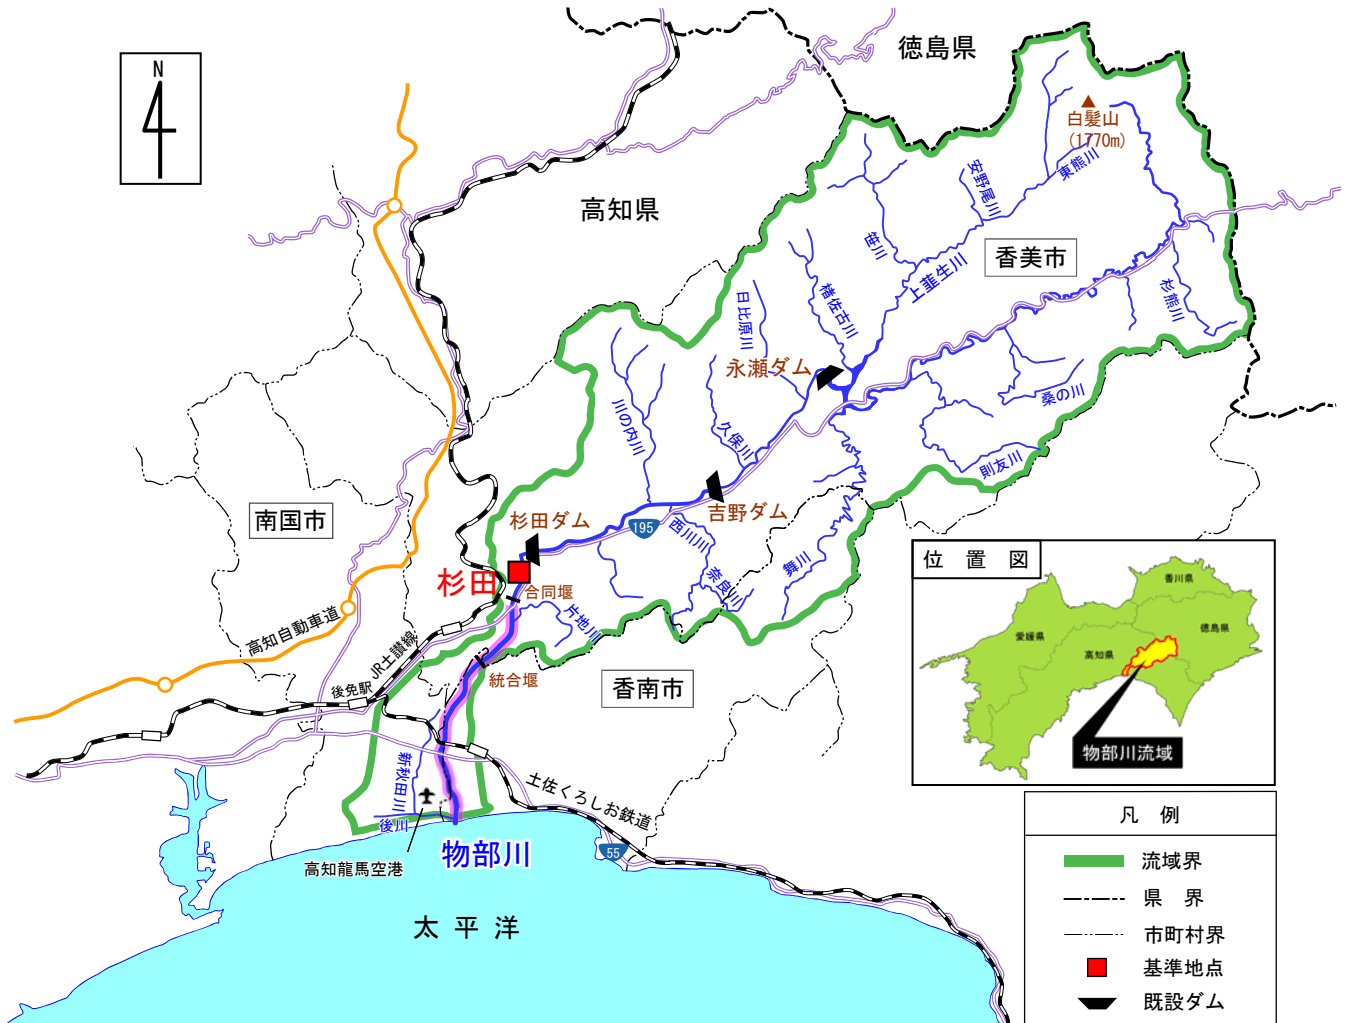 N
徳島県
白髪山
(1770m)
東熊川
安野尾川
高知県
笹川
香美市
上韮生川
楮佐古川
日比原川
杉熊川
永瀬ダム
桑の川
川の内川
久保川
則友川
南国市
杉田ダム
吉野ダム
195
西川川
舞川
奈良川
杉田
合同堰
片地川
高知自動車道
JR土讃線
統合堰
香南市
後免駅
新秋田川
土佐くろしお鉄道
後川
物部川
55
高知龍馬空港
太平洋
位置図
香川県
徳島県
愛媛県
高知県
物部川流域
凡例
流域界
県界
市町村界
基準地点
既設ダム